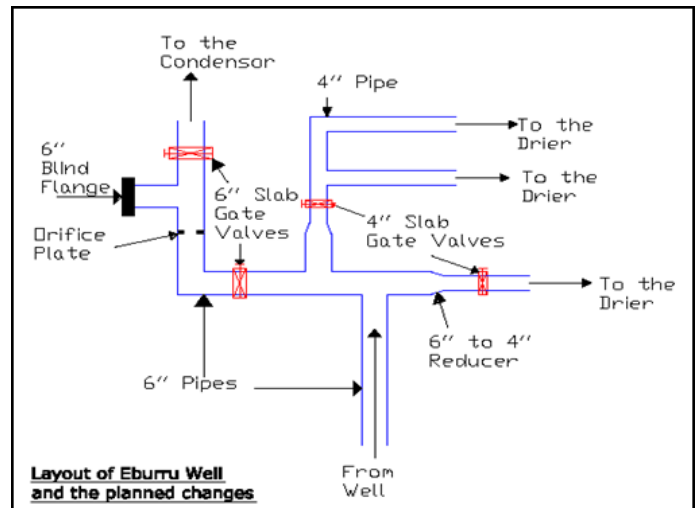 To the
Condensor
4" Pipe
To the
Drier
6"
Blind
Flange
6" Slab
Gate
Valves
To the
Drier
4" Slab
Gate Valves
Orifice
Plate
To the
Drier
6" to 4"
Reducer
6" Pipes
From
Well
Layout of Eburru Well
and the planned changes